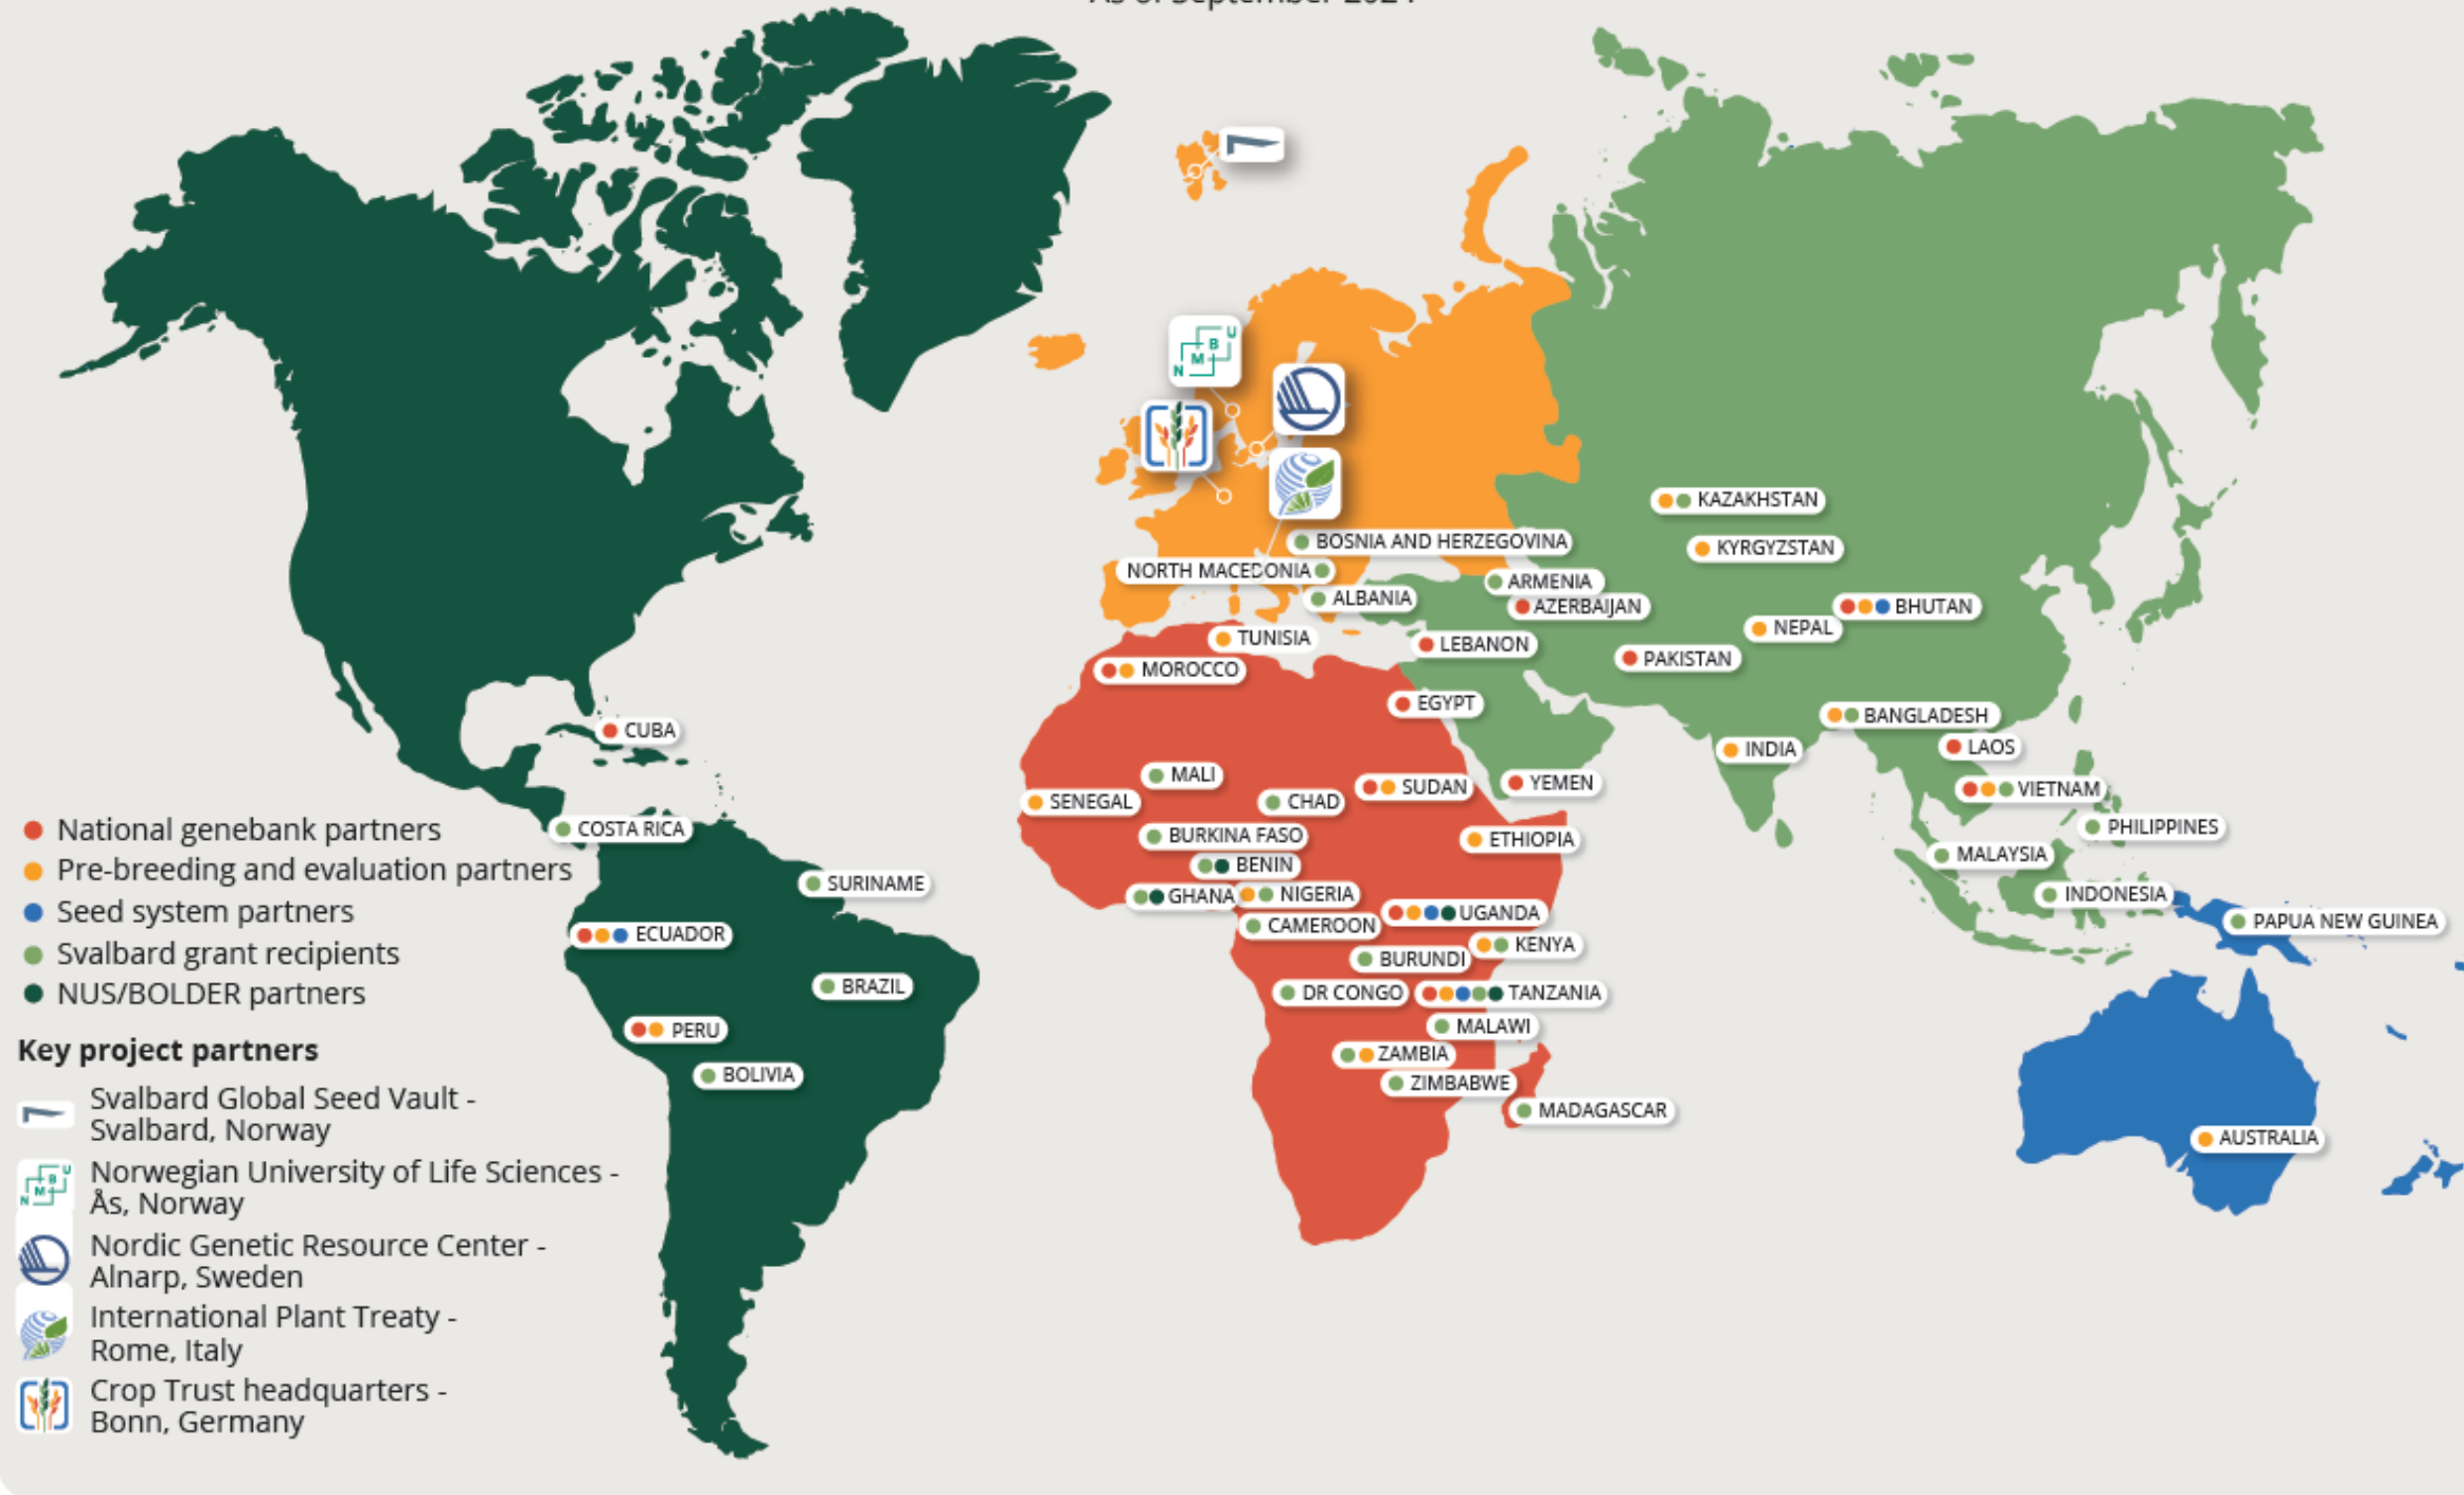 As of September 2024
KAZAKHSTAN
BOSNIA AND HERZEGOVINA
KYRGYZSTAN
NORTH MACEDONIA
ARMENIA
ALBANIA
AZERBAIJAN
BHUTAN
TUNISIA
NEPAL
LEBANON
PAKISTAN
MOROCCO
EGYPT
BANGLADESH
CUBA
INDIA
LAOS
MALI
YEMEN
SUDAN
VIETNAM
SENEGAL
CHAD
COSTA RICA
PHILIPPINES
BURKINA FASO
ETHIOPIA
MALAYSIA
BENIN
SURINAME
GHANA
NIGERIA
INDONESIA
UGANDA
PAPUA NEW GUINEA
CAMEROON
ECUADOR
KENYA
BURUNDI
BRAZIL
DR CONGO
TANZANIA
PERU
MALAWI
ZAMBIA
BOLIVIA
ZIMBABWE
MADAGASCAR
AUSTRALIA
National genebank partners
Pre-breeding and evaluation partners
Seed system partners
Svalbard grant recipients
NUS/BOLDER partners
Key project partners
Svalbard Global Seed Vault -
Svalbard, Norway
Norwegian University of Life Sciences -
Ås, Norway
Nordic Genetic Resource Center -
Alnarp, Sweden
International Plant Treaty -
Rome, Italy
Crop Trust headquarters -
Bonn, Germany
N M B U
N M B U